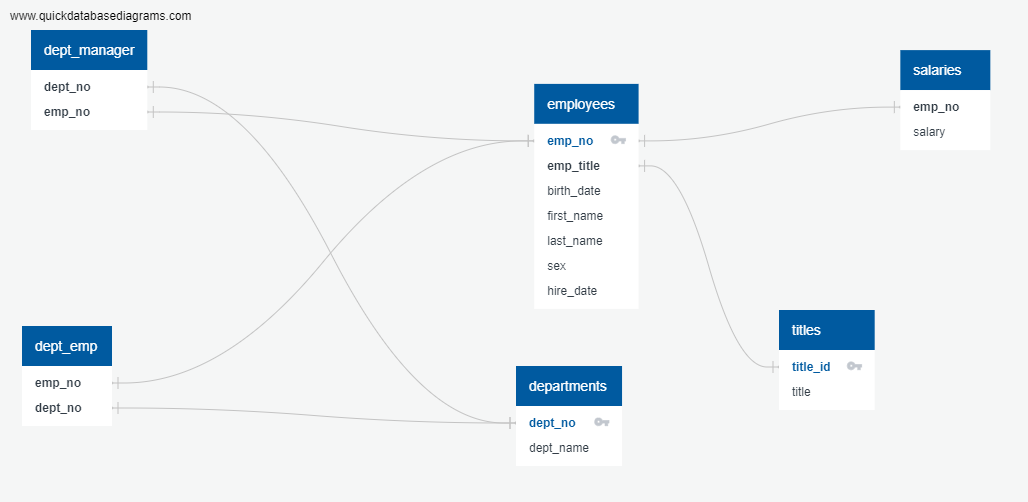 www.quickdatabasediagrams.com
dept_manager
dept_no
emp_no
employees
emp_no
emp_title
birth_date
first_name
last_name
sex
hire_date
salaries
emp_no
salary
dept_emp
emp_no
dept_no
departments
dept_no
dept_name
titles
title_id
title